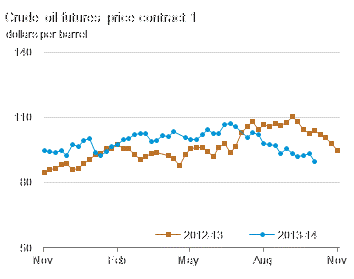 Crude oil futures price contract 1
dollars per barrel
140
110
80
50
Nov Feb May Aug Nov
2012-13 2013-14